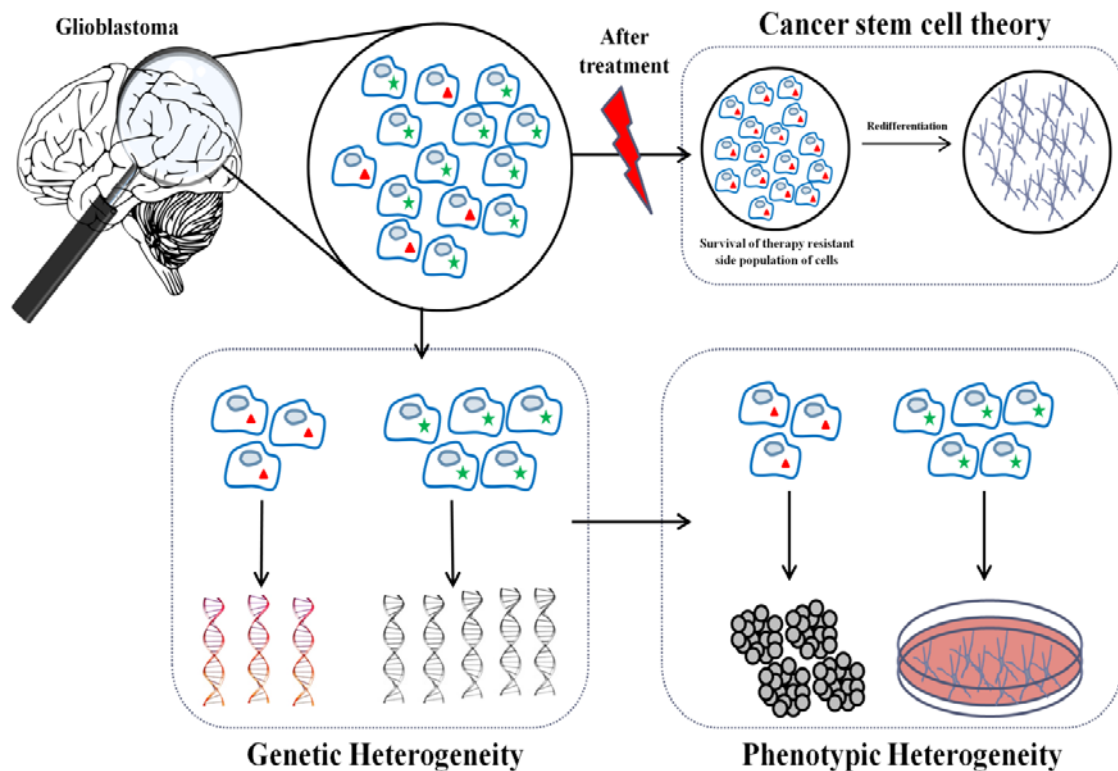 Glioblastoma
After
treatment
Cancer stem cell theory
Redifferentiation
Survival of therapy resistant
side population of cells
Genetic Heterogeneity
Phenotypic Heterogeneity